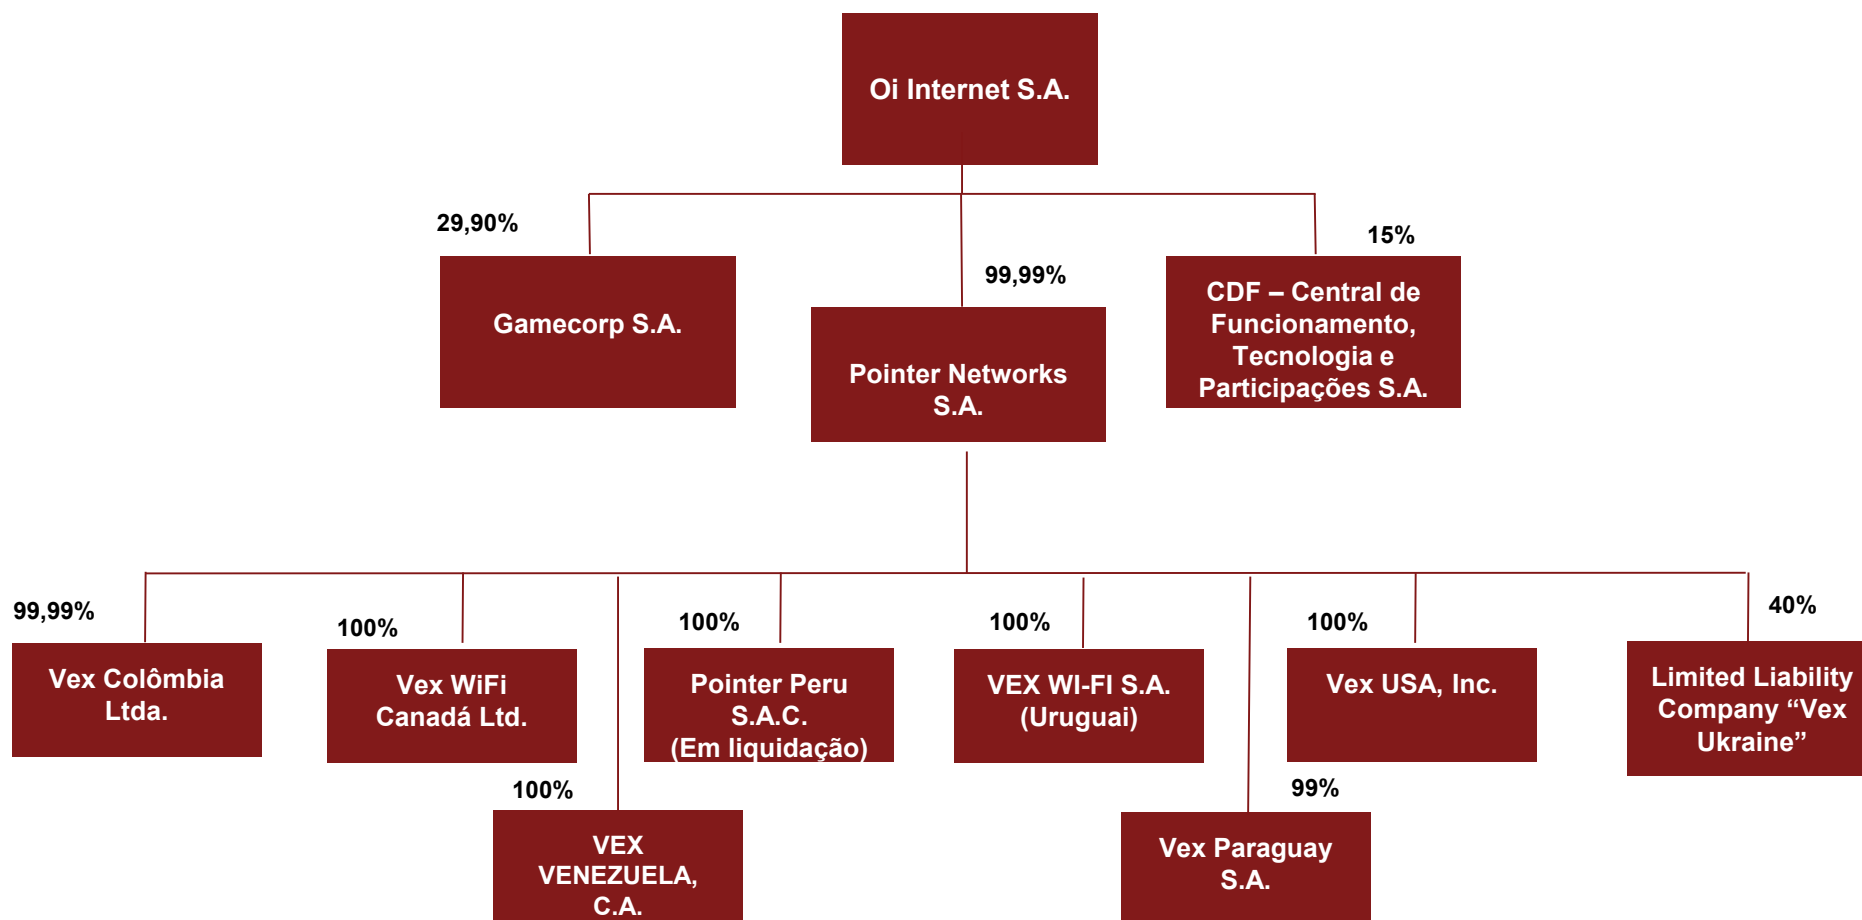 Oi Internet S.A.
29,90%
Gamecorp S.A.
99,99%
Pointer Networks
S.A.
15%
CDF – Central de
Funcionamento,
Tecnologia e
Participações S.A.
99,99%
Vex Colômbia
Ltda.
100%
Vex WiFi
Canadá Ltd.
100%
VEX
VENEZUELA,
C.A.
100%
Pointer Peru
S.A.C.
(Em liquidação)
100%
VEX WI-FI S.A.
(Uruguai)
99%
Vex Paraguay
S.A.
100%
Vex USA, Inc.
40%
Limited Liability
Company “Vex
Ukraine”